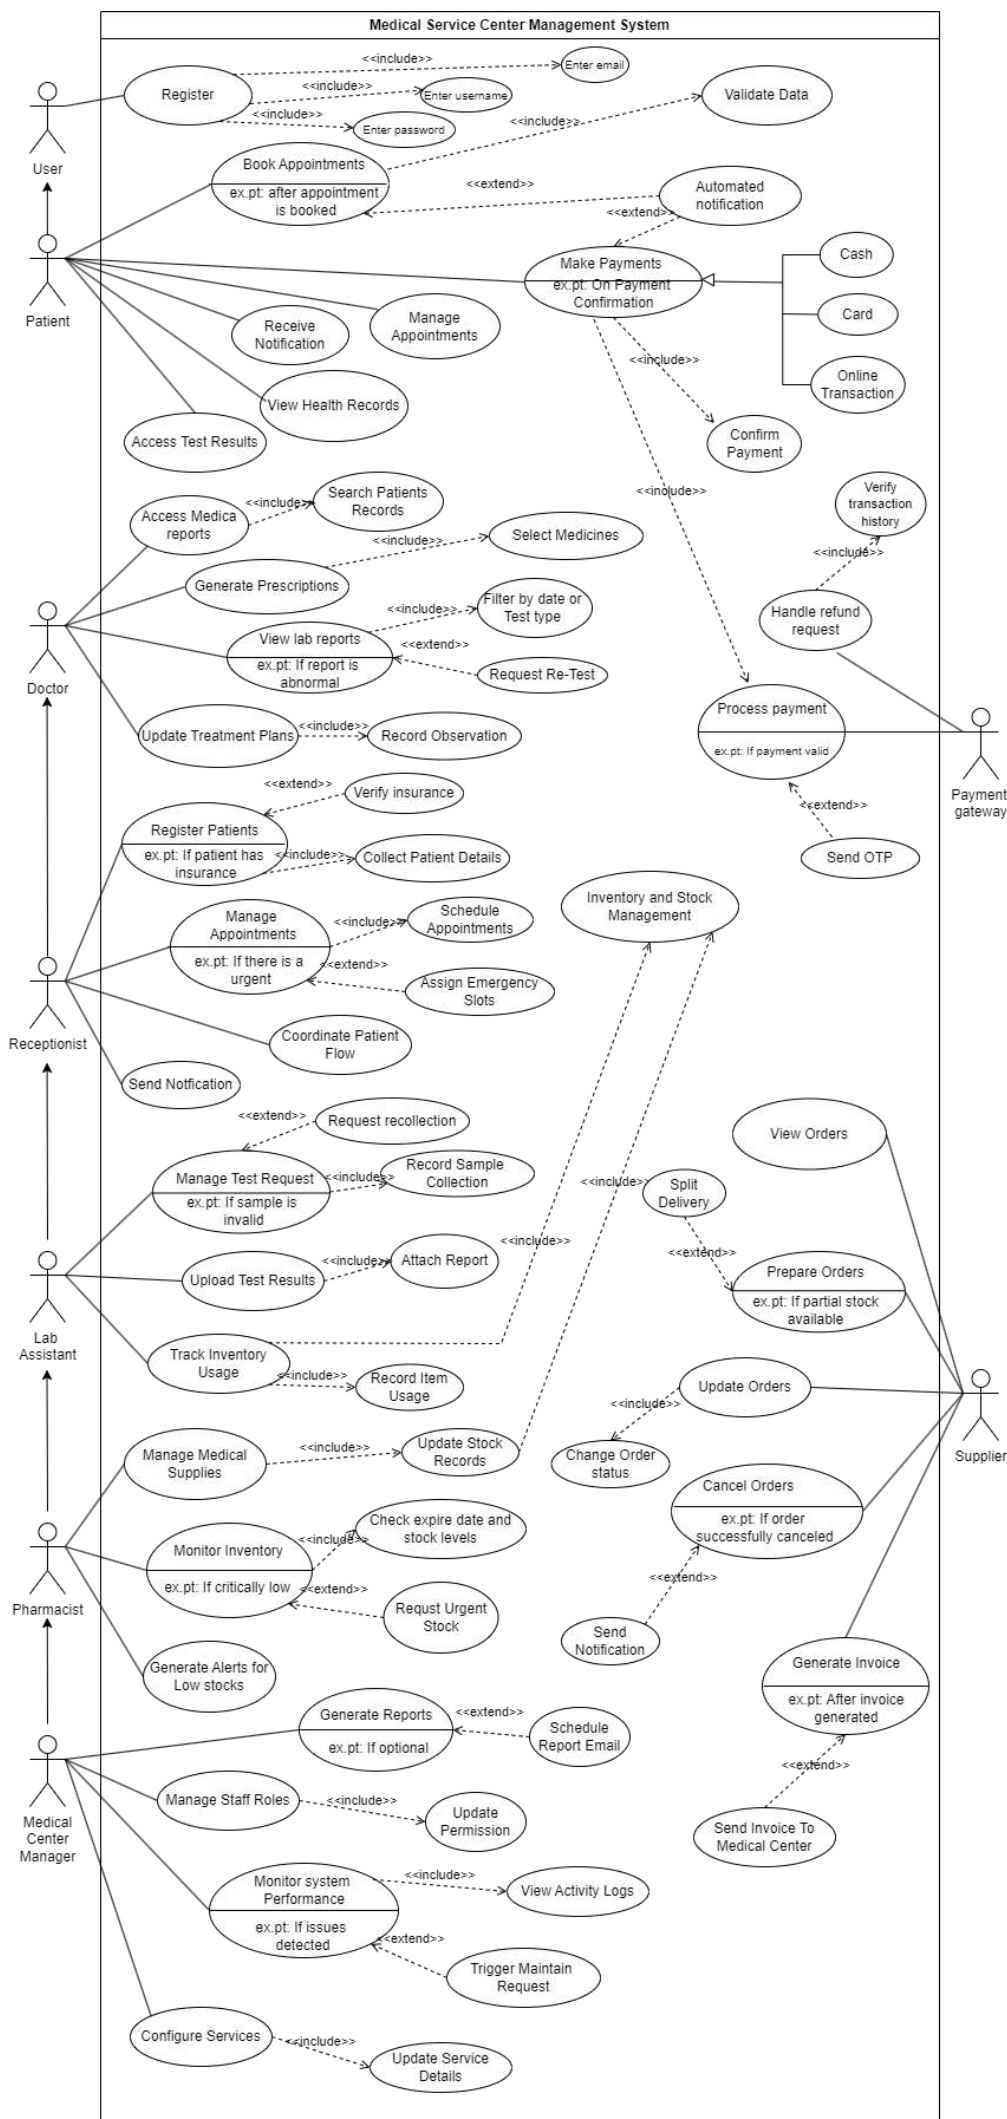 Medical Service Center Management System
<<include>>
Enter email
Register
<<include>>
Enter username
Validate Data
<<include>>
Enter password
<<include>>
User
Book Appointments
ex.pt: after appointment
is booked
<<extend>>
Automated
notification
<<extend>>
Patient
Make Payments
ex.pt: On Payment
Confirmation
Cash
Receive
Notification
Manage
Appointments
Card
<<include>>
Online
Transaction
View Health Records
Access Test Results
Confirm
Payment
Access Medica
reports
<<include>>
Search Patients
Records
<<include>>
Verify
transaction
history
<<include>>
Select Medicines
<<include>>
Generate Prescriptions
Filter by date or
Test type
<<include>>
Handle refund
request
Doctor
View lab reports
ex.pt: If report is
abnormal
<<extend>>
Request Re-Test
Update Treatment Plans
<<include>>
Record Observation
Process payment
ex.pt: If payment valid
Payment
gateway
<<extend>>
Verify insurance
<<extend>>
Register Patients
ex.pt: If patient has
insurance
<<include>>
Collect Patient Details
Send OTP
Inventory and Stock
Management
Manage
Appointments
ex.pt: If there is a
urgent
<<include>>
Schedule
Appointments
<<extend>>
Assign Emergency
Slots
Receptionist
Coordinate Patient
Flow
Send Notfication
<<extend>>
Request recollection
View Orders
Manage Test Request
ex.pt: If sample is
invalid
<<include>>
Record Sample
Collection
<<include>>
Split
Delivery
<<include>>
<<extend>>
Lab
Assistant
Upload Test Results
<<include>>
Attach Report
Prepare Orders
ex.pt: If partial stock
available
Track Inventory
Usage
<<include>>
Record Item
Usage
Update Orders
<<include>>
Supplier
Manage Medical
Supplies
<<include>>
Update Stock
Records
Change Order
status
Cancel Orders
ex.pt: If order
successfully canceled
Pharmacist
Monitor Inventory
ex.pt: If critically low
<<include>>
Check expire date and
stock levels
<<extend>>
Requst Urgent
Stock
<<extend>>
Send
Notification
Generate Alerts for
Low stocks
Generate Invoice
ex.pt: After invoice
generated
Generate Reports
ex.pt: If optional
<<extend>>
Schedule
Report Email
<<extend>>
Medical
Center
Manager
Manage Staff Roles
<<include>>
Update
Permission
Send Invoice To
Medical Center
Monitor system
Performance
ex.pt: If issues
detected
<<include>>
View Activity Logs
<<extend>>
Trigger Maintain
Request
Configure Services
<<include>>
Update Service
Details